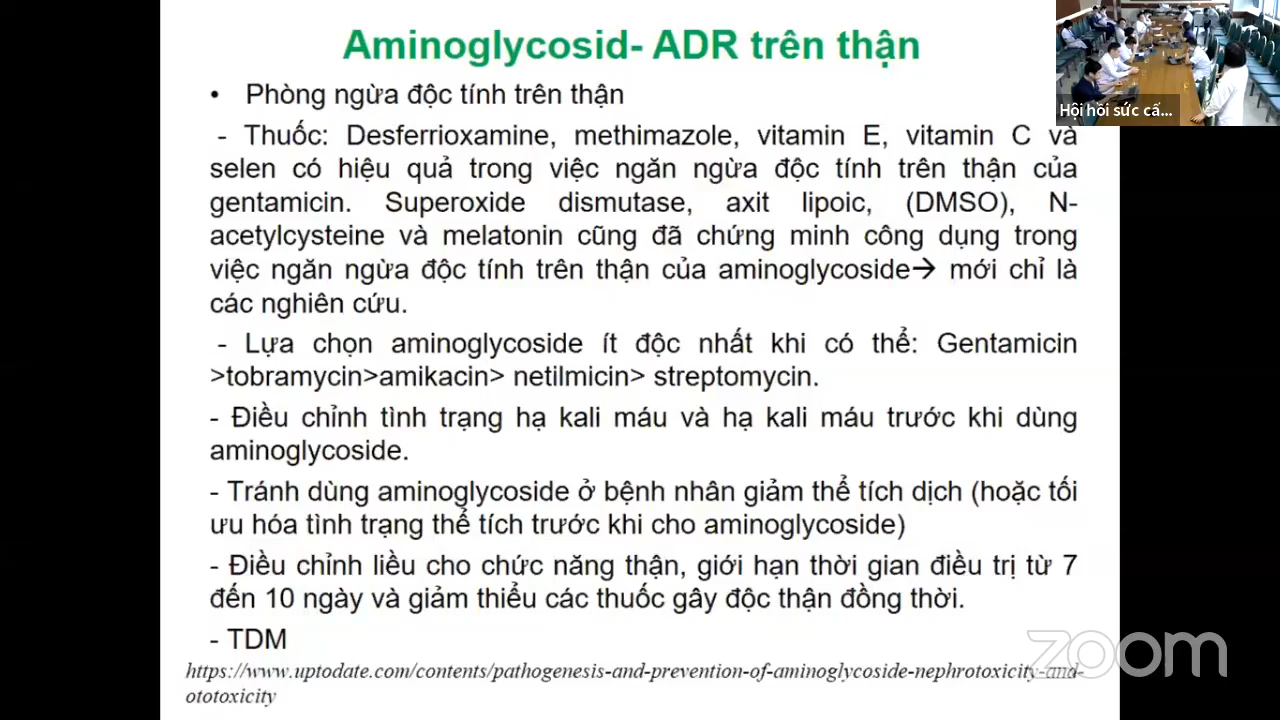 Aminoglycosid- ADR trên thận
• Phòng ngừa độc tính trên thận
- Thuốc: Desferrioxamine, methimazole, vitamin E, vitamin C và
selen có hiệu quả trong việc ngăn ngừa độc tính trên thận của
gentamicin. Superoxide dismutase, axit lipoic, (DMSO), N-
acetylcysteine và melatonin cũng đã chứng minh công dụng trong
việc ngăn ngừa độc tính trên thận của aminoglycoside→ mới chỉ là
các nghiên cứu.
- Lựa chọn aminoglycoside ít độc nhất khi có thể: Gentamicin
>tobramycin>amikacin> netilmicin> streptomycin.
- Điều chỉnh tình trạng hạ kali máu và hạ kali máu trước khi dùng
aminoglycoside.
- Tránh dùng aminoglycoside ở bệnh nhân giảm thể tích dịch (hoặc tối
ưu hóa tình trạng thể tích trước khi cho aminoglycoside)
- Điều chỉnh liều cho chức năng thận, giới hạn thời gian điều trị từ 7
đến 10 ngày và giảm thiểu các thuốc gây độc thận đồng thời.
- TDM
https://www.uptodate.com/contents/pathogenesis-and-prevention-of-aminoglycoside-nephrotoxicity-and-
ototoxicity
Hội hồi sức cấ...
zoom